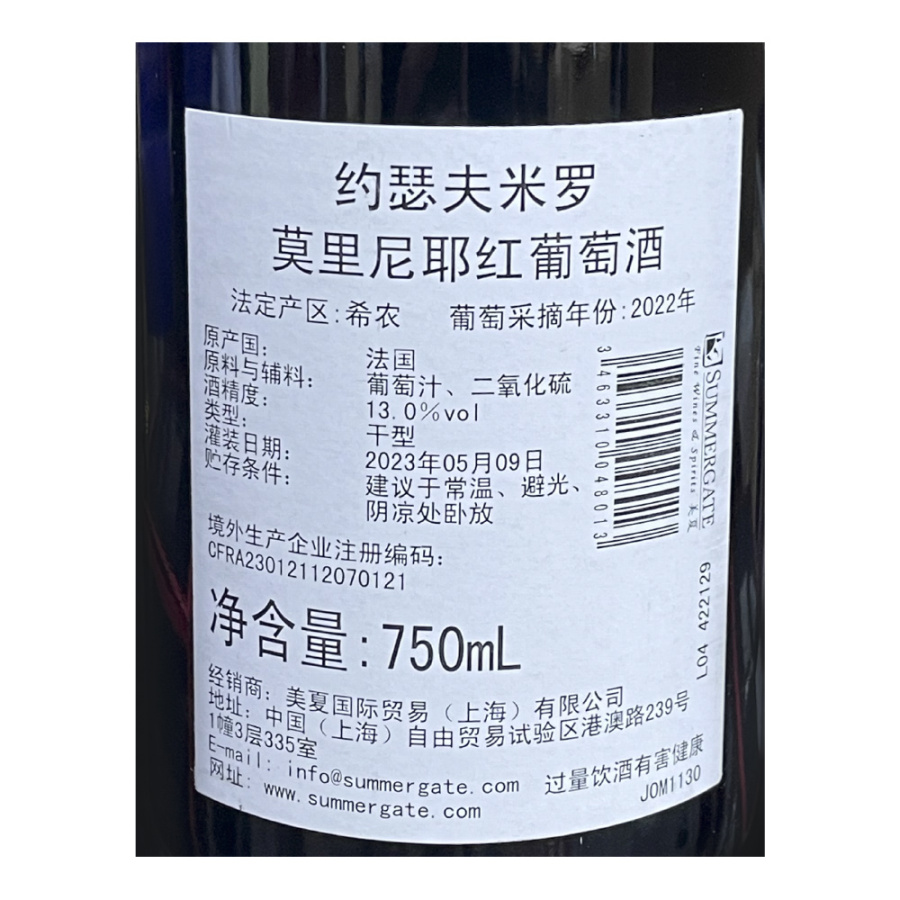 约瑟夫米罗
莫里尼耶红葡萄酒
法定产区:希农 葡萄采摘年份:2022年
原产国: 法国
原料与辅料: 葡萄汁、二氧化硫
酒精度: 13.0%vol
类型: 干型
灌装日期: 2023年05月09日
贮存条件: 建议于常温、避光、
阴凉处卧放
境外生产企业注册编码:
CFRA23012112070121
净含量:750mL
经销商: 美夏国际贸易(上海)有限公司
地址: 中国(上海)自由贸易试验区港澳路239号
1幢3层335室
E-mail: info@summergate.com
网址: www.summergate.com
过量饮酒有害健康
JOM1130
3463310048013
SUMMERGATE
Fine Wines & Spirits 美夏
L04 422129